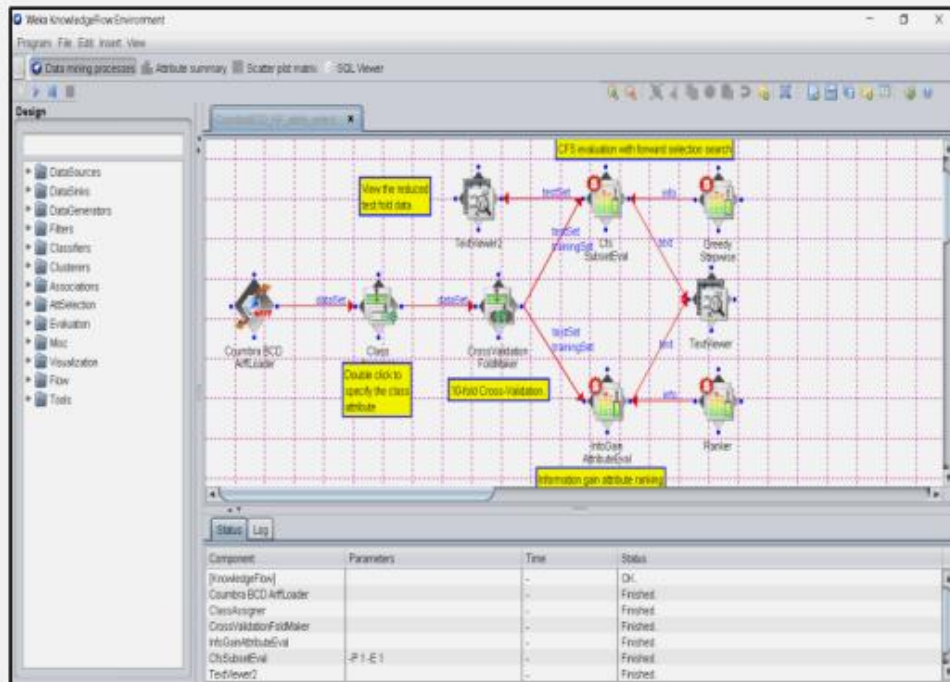 Weka KnowledgeFlow Environment
Program File Edit Insert View
Data mining processes Attribute summary Scatter plot matrix SQL Viewer
Design
DataSources
DataSinks
DataGenerators
Filters
Classifiers
Clusterers
Associations
AttSelection
Evaluation
Misc
Visualization
Flow
Tools
CFS evaluation with forward selection search
View the reduced
test fold data
testSet
info
TextViewer2
Cfs
SubsetEval
Greedy
Stepwise
testSet
trainingSet
text
dataSet
dataSet
Coumbra BCD
ArffLoader
Class
CrossValidation
FoldMaker
TextViewer
testSet
trainingSet
text
Double click to
specify the class
attribute
10-fold Cross-Validation
info
InfoGain
AttributeEval
Ranker
Information gain attribute ranking
Status Log
Component Parameters Time Status
[KnowledgeFlow] - OK.
Coumbra BCD ArffLoader - Finished.
ClassAssigner - Finished.
CrossValidationFoldMaker - Finished.
InfoGainAttributeEval - Finished.
CfsSubsetEval -P 1 -E 1 - Finished.
TextViewer2 - Finished.